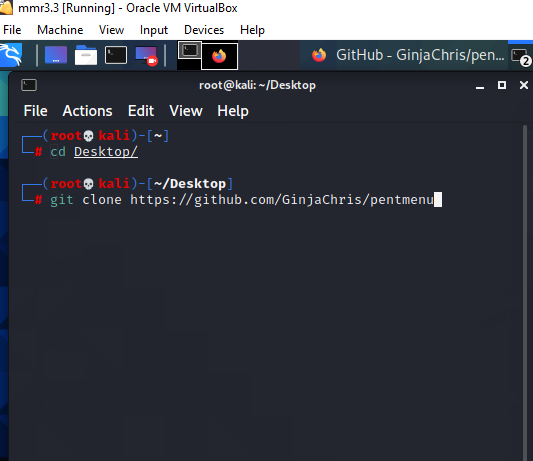 mmr3.3 [Running] - Oracle VM VirtualBox
File Machine View Input Devices Help
GitHub - GinjaChris/pent… 2
root@kali: ~/Desktop
File Actions Edit View Help
┌──(root💀kali)-[~]
└─# cd Desktop/
┌──(root💀kali)-[~/Desktop]
└─# git clone https://github.com/GinjaChris/pentmenu